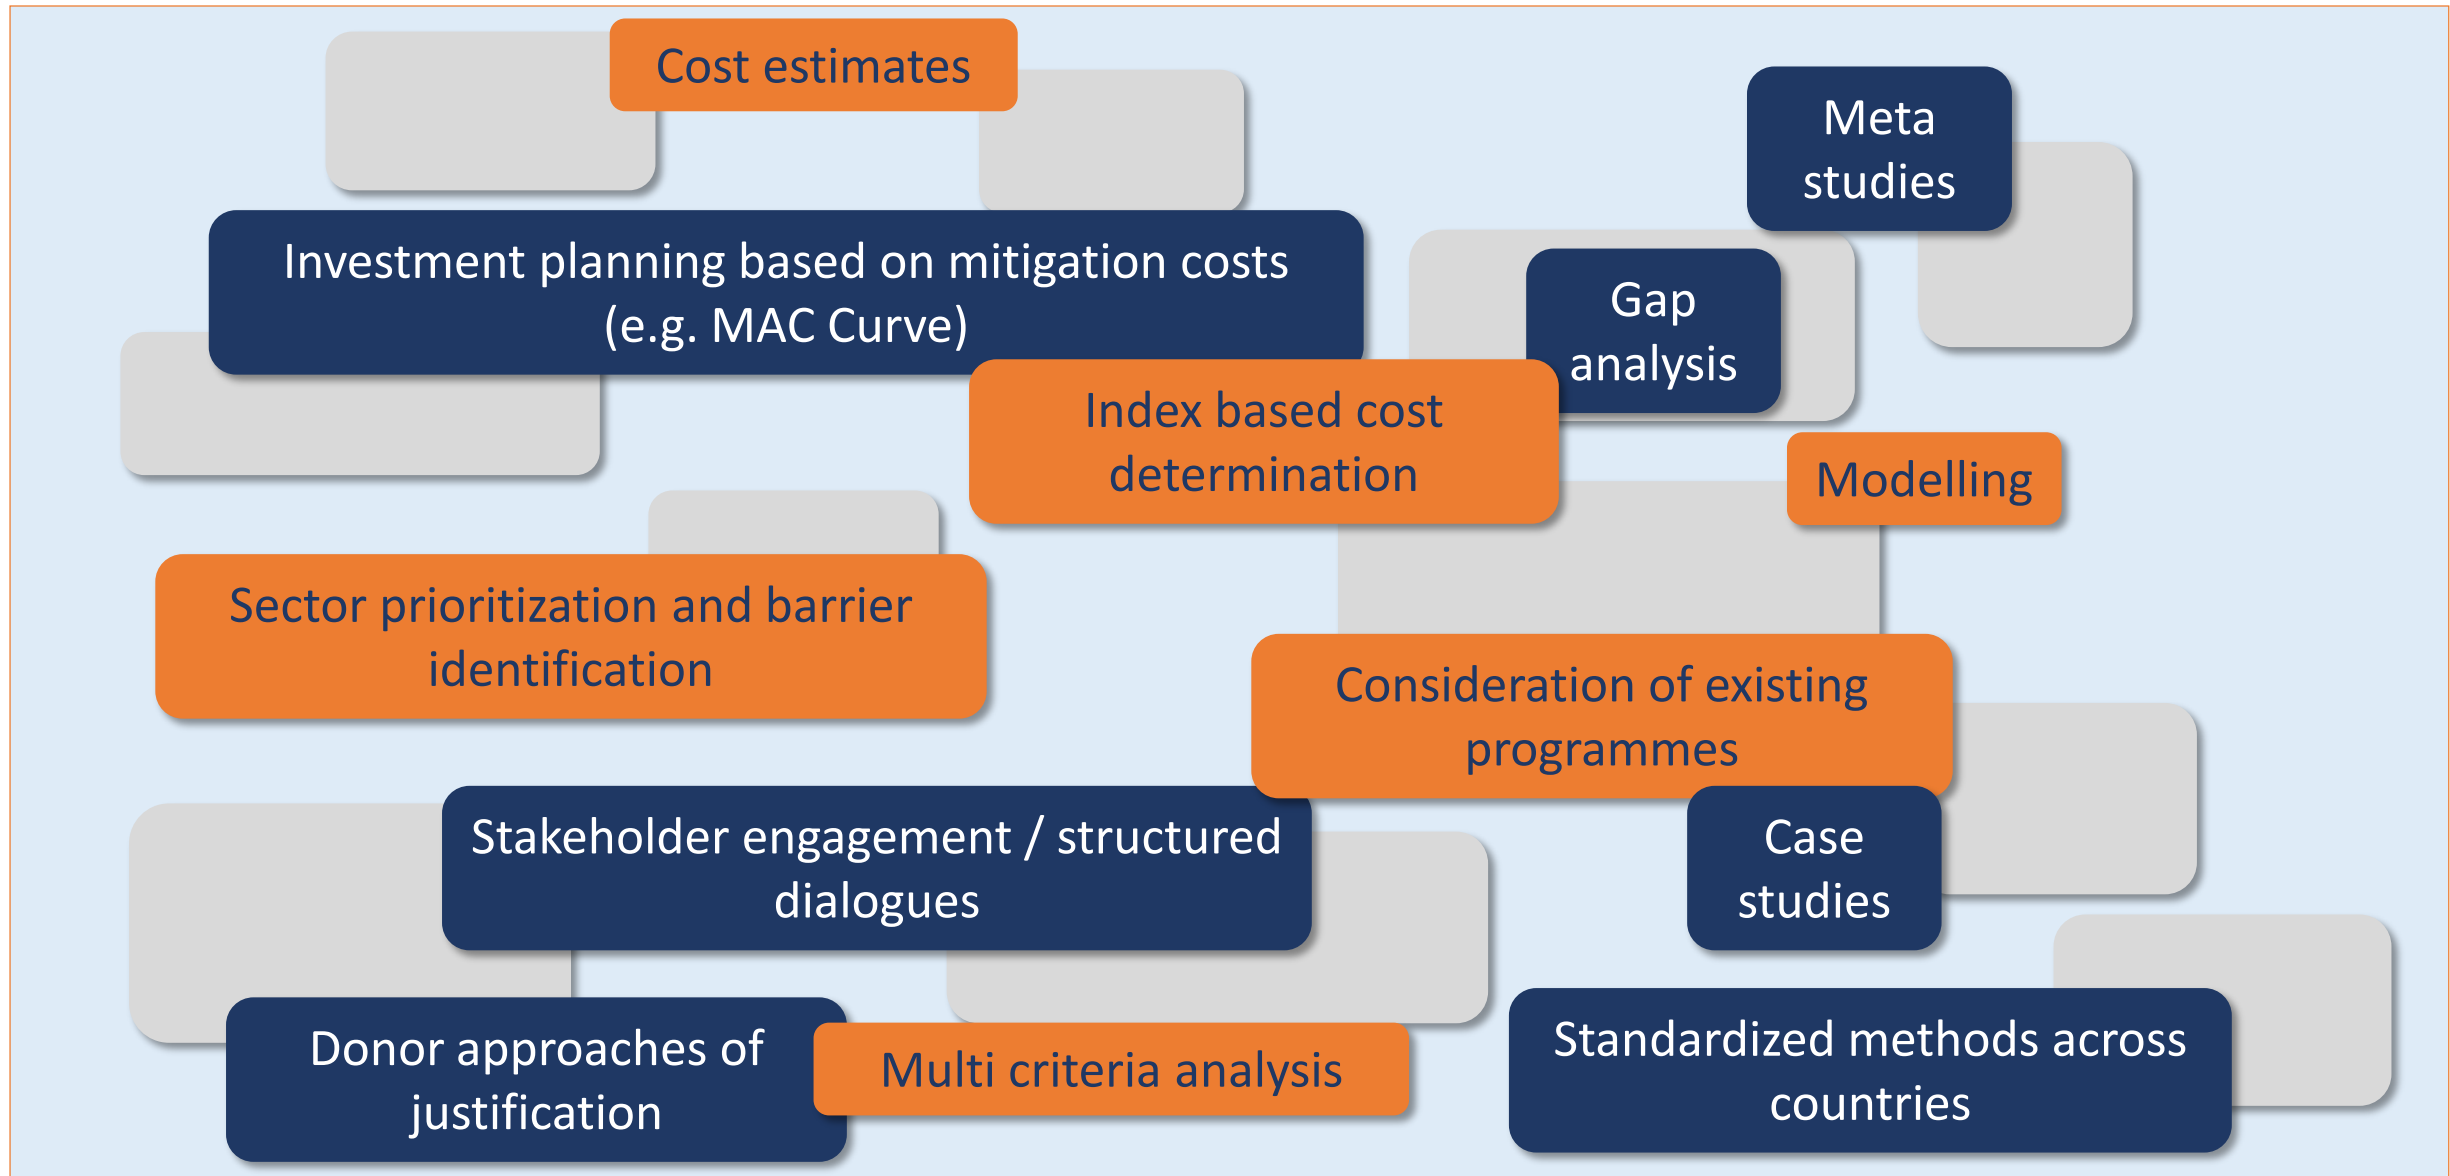 Cost estimates
Meta
studies
Investment planning based on mitigation costs
(e.g. MAC Curve)
Gap
analysis
Index based cost
determination
Modelling
Sector prioritization and barrier
identification
Consideration of existing
programmes
Stakeholder engagement / structured
dialogues
Case
studies
Donor approaches of
justification
Multi criteria analysis
Standardized methods across
countries